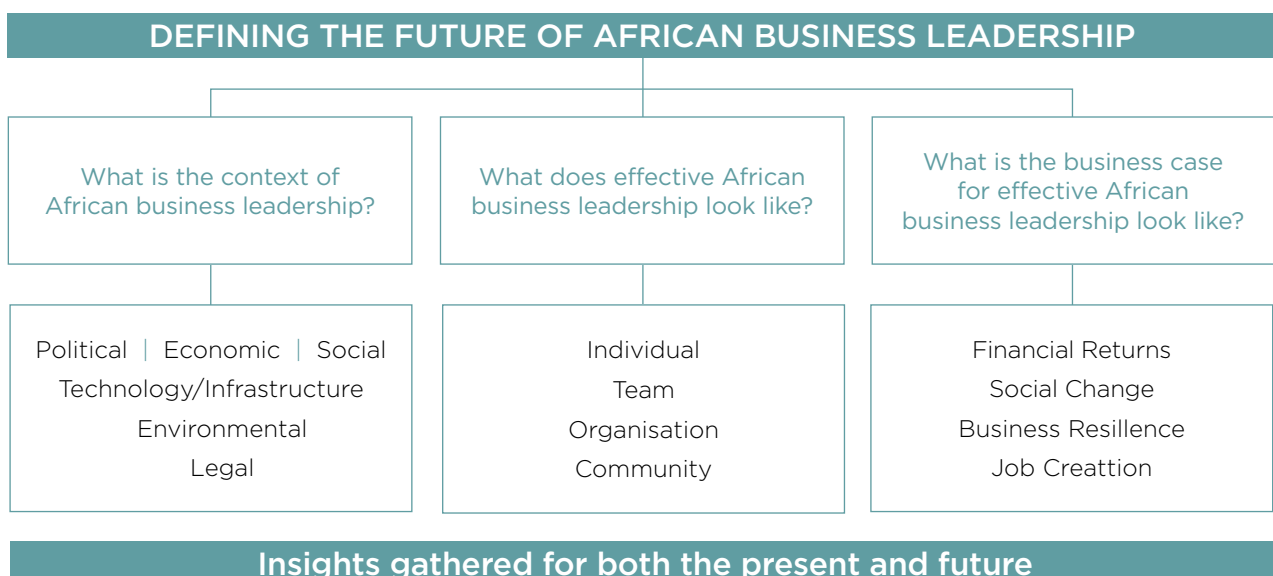 DEFINING THE FUTURE OF AFRICAN BUSINESS LEADERSHIP
What is the context of
African business leadership?
What does effective African
business leadership look like?
What is the business case
for effective African
business leadership look like?
Political | Economic | Social
Technology/Infrastructure
Environmental
Legal
Individual
Team
Organisation
Community
Financial Returns
Social Change
Business Resillence
Job Creattion
Insights gathered for both the present and future